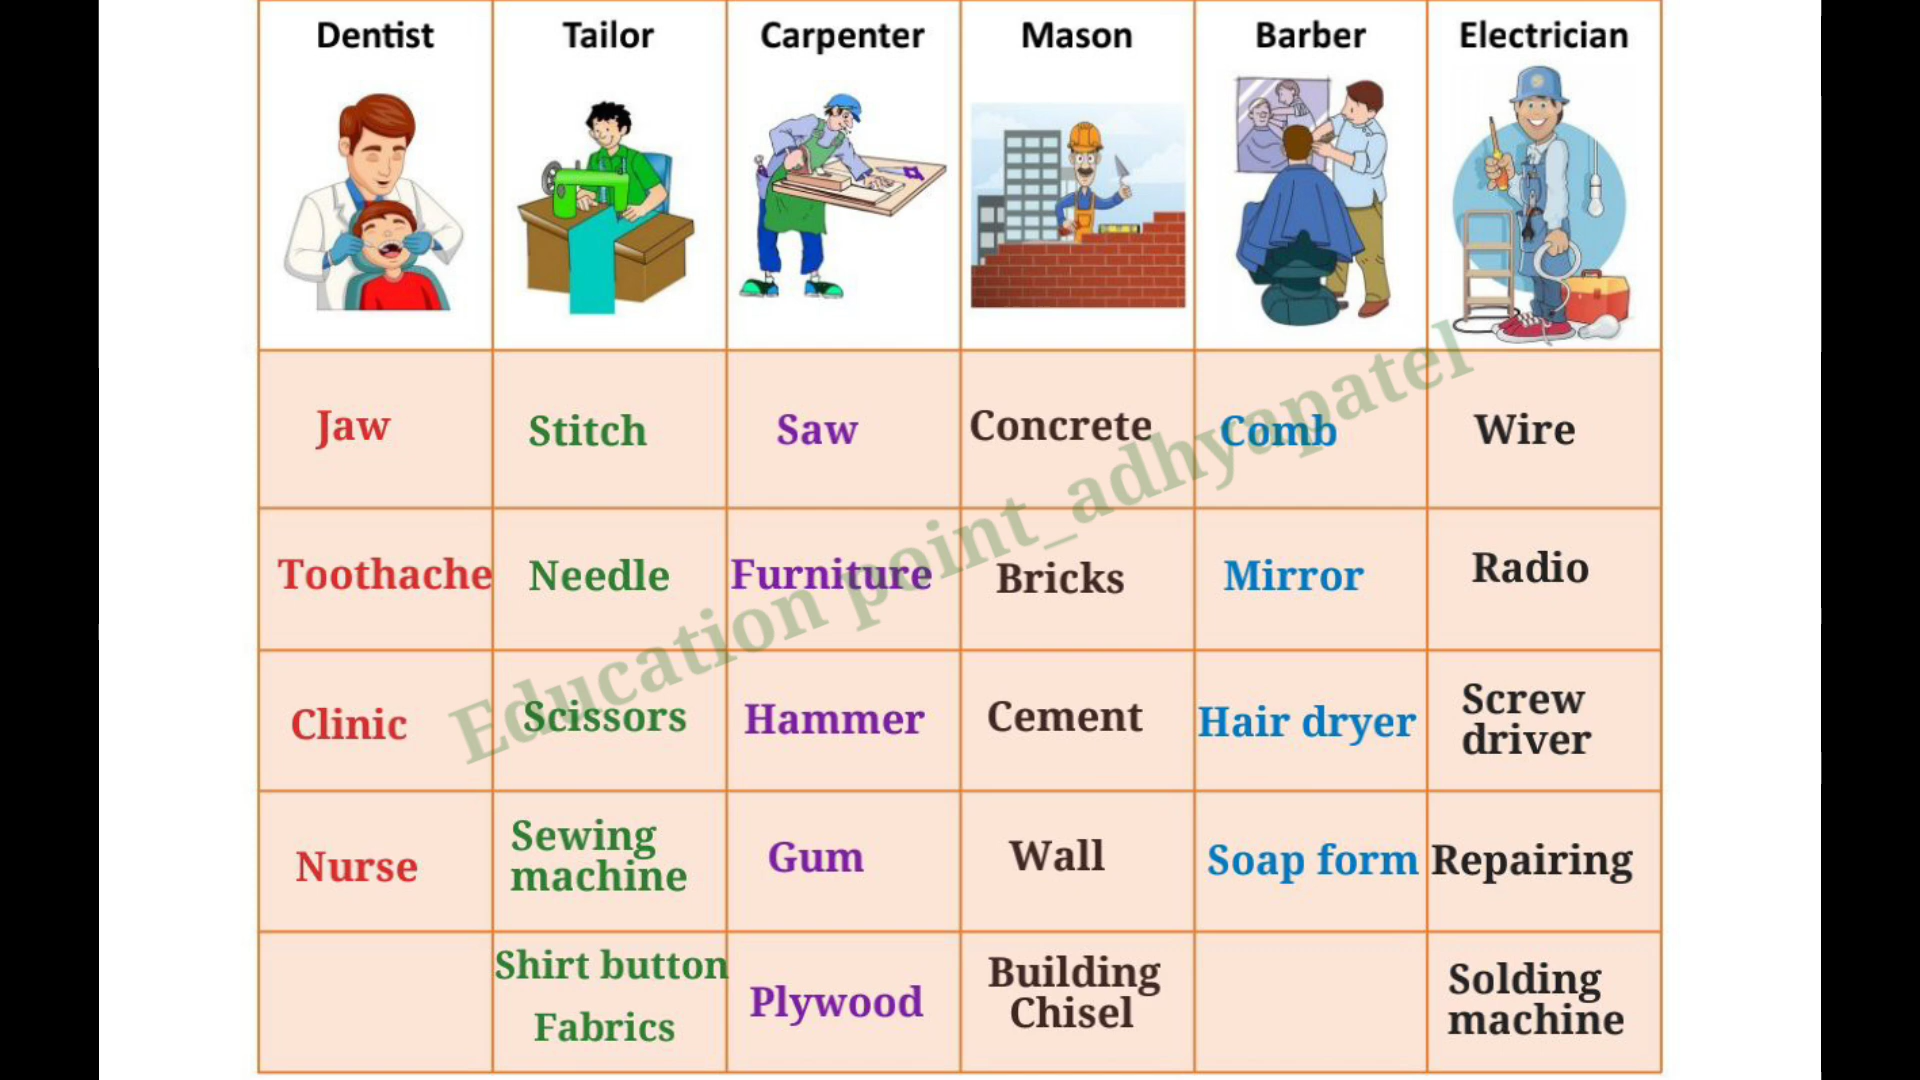 Dentist Tailor Carpenter Mason Barber Electrician
Jaw Stitch Saw Concrete Comb Wire
Toothache Needle Furniture Bricks Mirror Radio
Clinic Scissors Hammer Cement Hair dryer Screw
driver
Nurse Sewing
machine Gum Wall Soap form Repairing
Shirt button
Fabrics Plywood Building
Chisel Solding
machine
Education point_adhyapatel